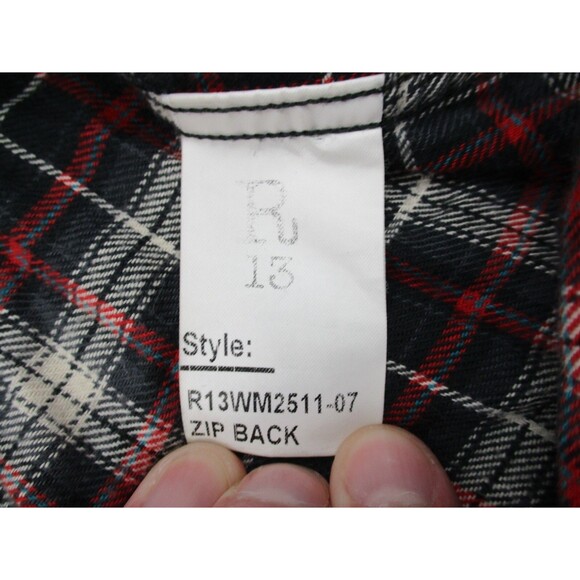 R
13
Style:
R13WM2511-07
ZIP BACK